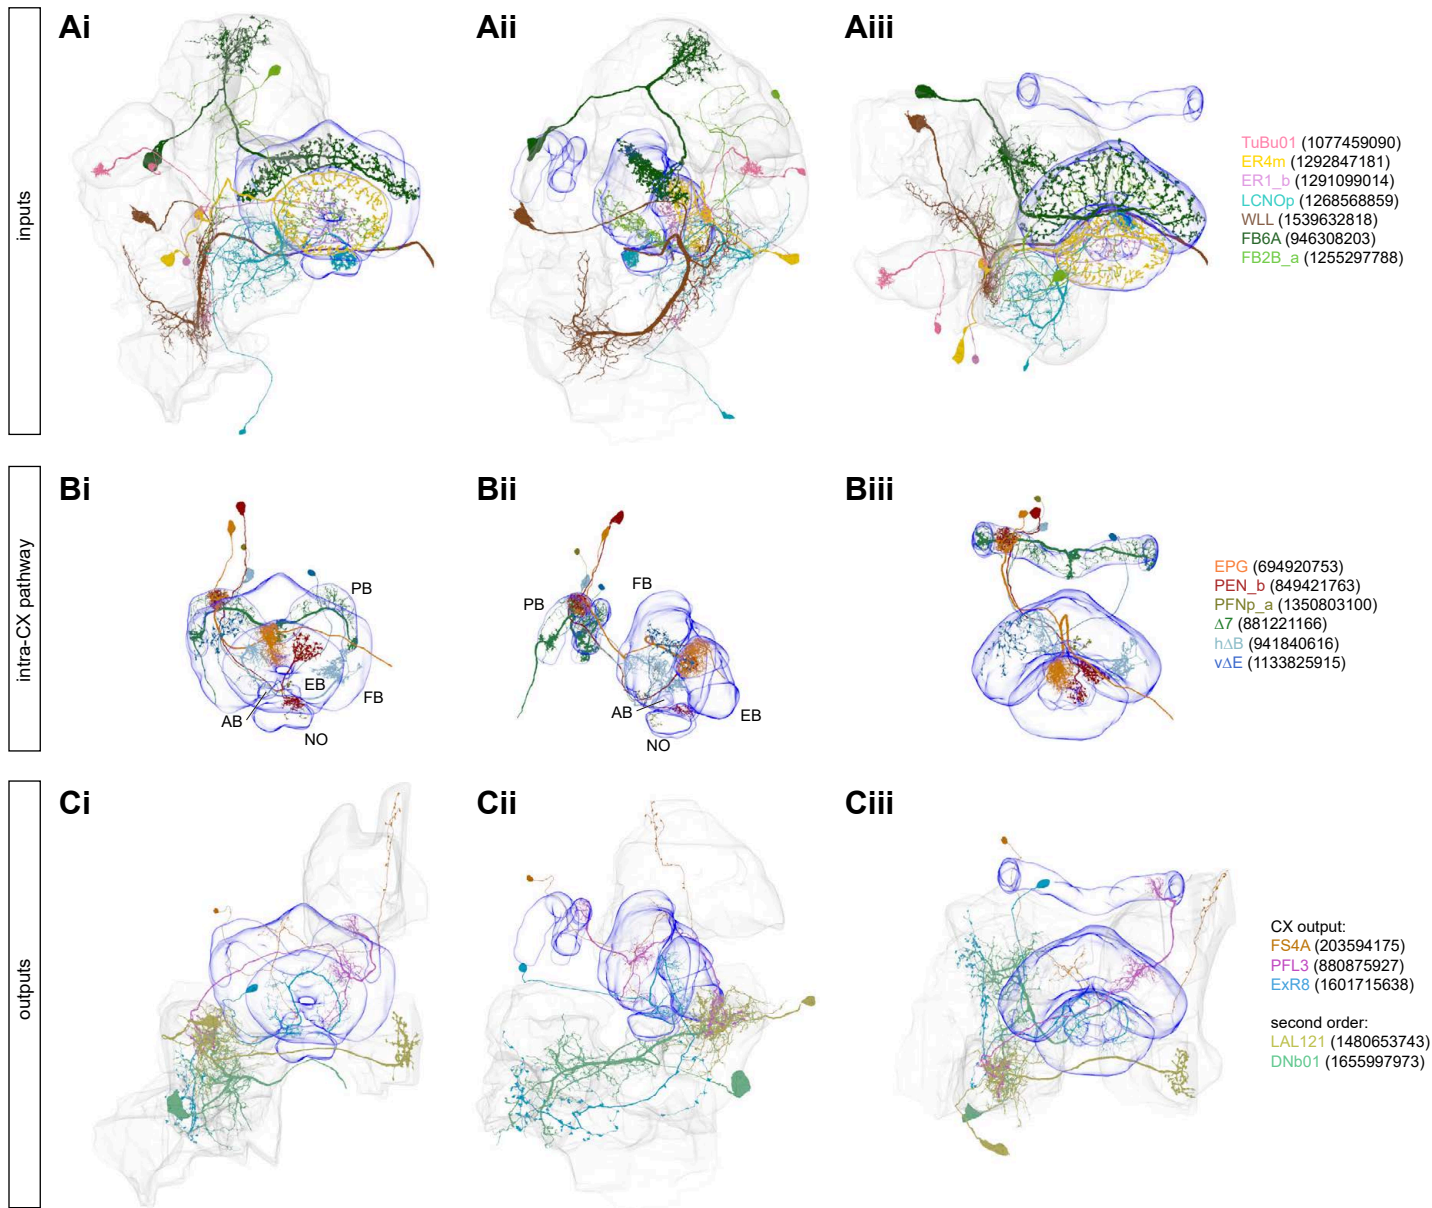 inputs
Ai
Aii
Aiii
TuBu01 (1077459090)
ER4m (1292847181)
ER1_b (1291099014)
LCNOp (1268568859)
WLL (1539632818)
FB6A (946308203)
FB2B_a (1255297788)
intra-CX pathway
Bi
PB
EB
FB
AB
NO
Bii
FB
PB
AB
EB
NO
Biii
EPG (694920753)
PEN_b (849421763)
PFNp_a (1350803100)
Δ7 (881221166)
hΔB (941840616)
vΔE (1133825915)
outputs
Ci
Cii
Ciii
CX output:
FS4A (203594175)
PFL3 (880875927)
ExR8 (1601715638)
second order:
LAL121 (1480653743)
DNb01 (1655997973)